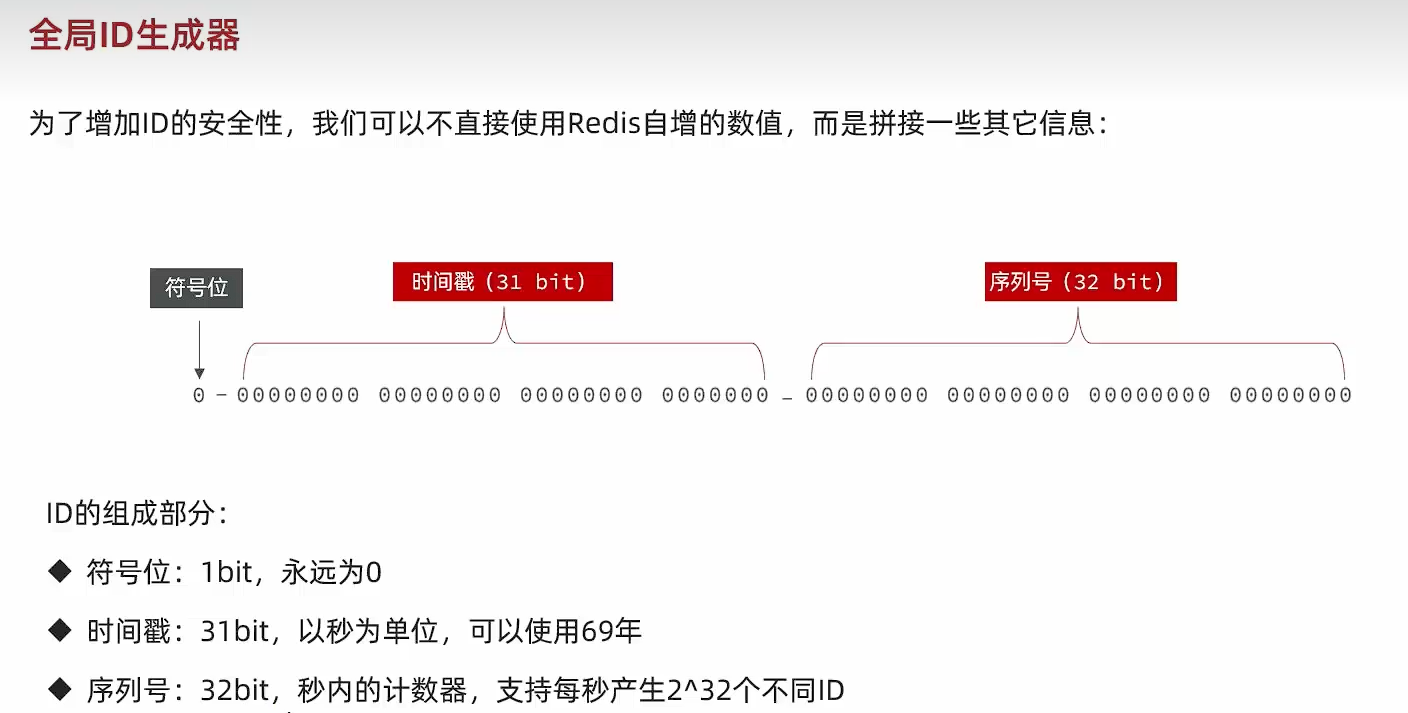 全局ID生成器
为了增加ID的安全性，我们可以不直接使用Redis自增的数值，而是拼接一些其它信息：
符号位 时间戳（31 bit） 序列号（32 bit）
0 - 00000000 00000000 00000000 0000000 - 00000000 00000000 00000000 00000000
ID的组成部分：
◆ 符号位：1bit，永远为0
◆ 时间戳：31bit，以秒为单位，可以使用69年
◆ 序列号：32bit，秒内的计数器，支持每秒产生2^32个不同ID